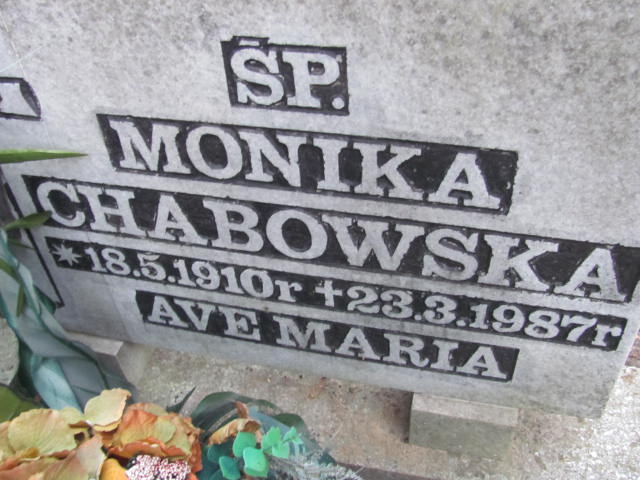 ŚP.
MONIKA
CHABOWSKA
*18.5.1910r +23.3.1987r
AVE MARIA